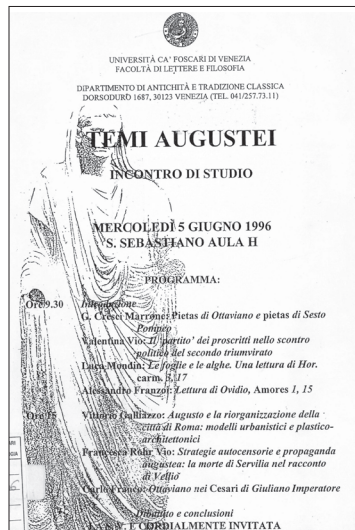 UNIVERSITÀ CA' FOSCARI DI VENEZIA
FACOLTÀ DI LETTERE E FILOSOFIA
DIPARTIMENTO DI ANTICHITÀ E TRADIZIONE CLASSICA
DORSODURO 1687, 30123 VENEZIA (TEL. 041/257.73.11)
TEMI AUGUSTEI
INCONTRO DI STUDIO
MERCOLEDÌ 5 GIUGNO 1996
S. SEBASTIANO AULA H
PROGRAMMA:
Ore 9.30 Introduzione
G. Cresci Marrone: Pietas di Ottaviano e pietas di Sesto
Pompeo
Valentina Vio: Il 'partito' dei proscritti nello scontro
politico del secondo triumvirato
Luca Mondin: Le foglie e le alghe. Una lettura di Hor.
carm. 3, 17
Alessandro Franzoi: Lettura di Ovidio, Amores 1, 15
Ore 15 Vittorio Galliazzo: Augusto e la riorganizzazione della
città di Roma: modelli urbanistici e plastico-
architettonici
Francesca Rohr Vio: Strategie autocensorie e propaganda
augustea: la morte di Servilia nel racconto
di Velleio
Carlo Franco: Ottaviano nei Cesari di Giuliano Imperatore
Dibattito e conclusioni
LA S.V. È CORDIALMENTE INVITATA